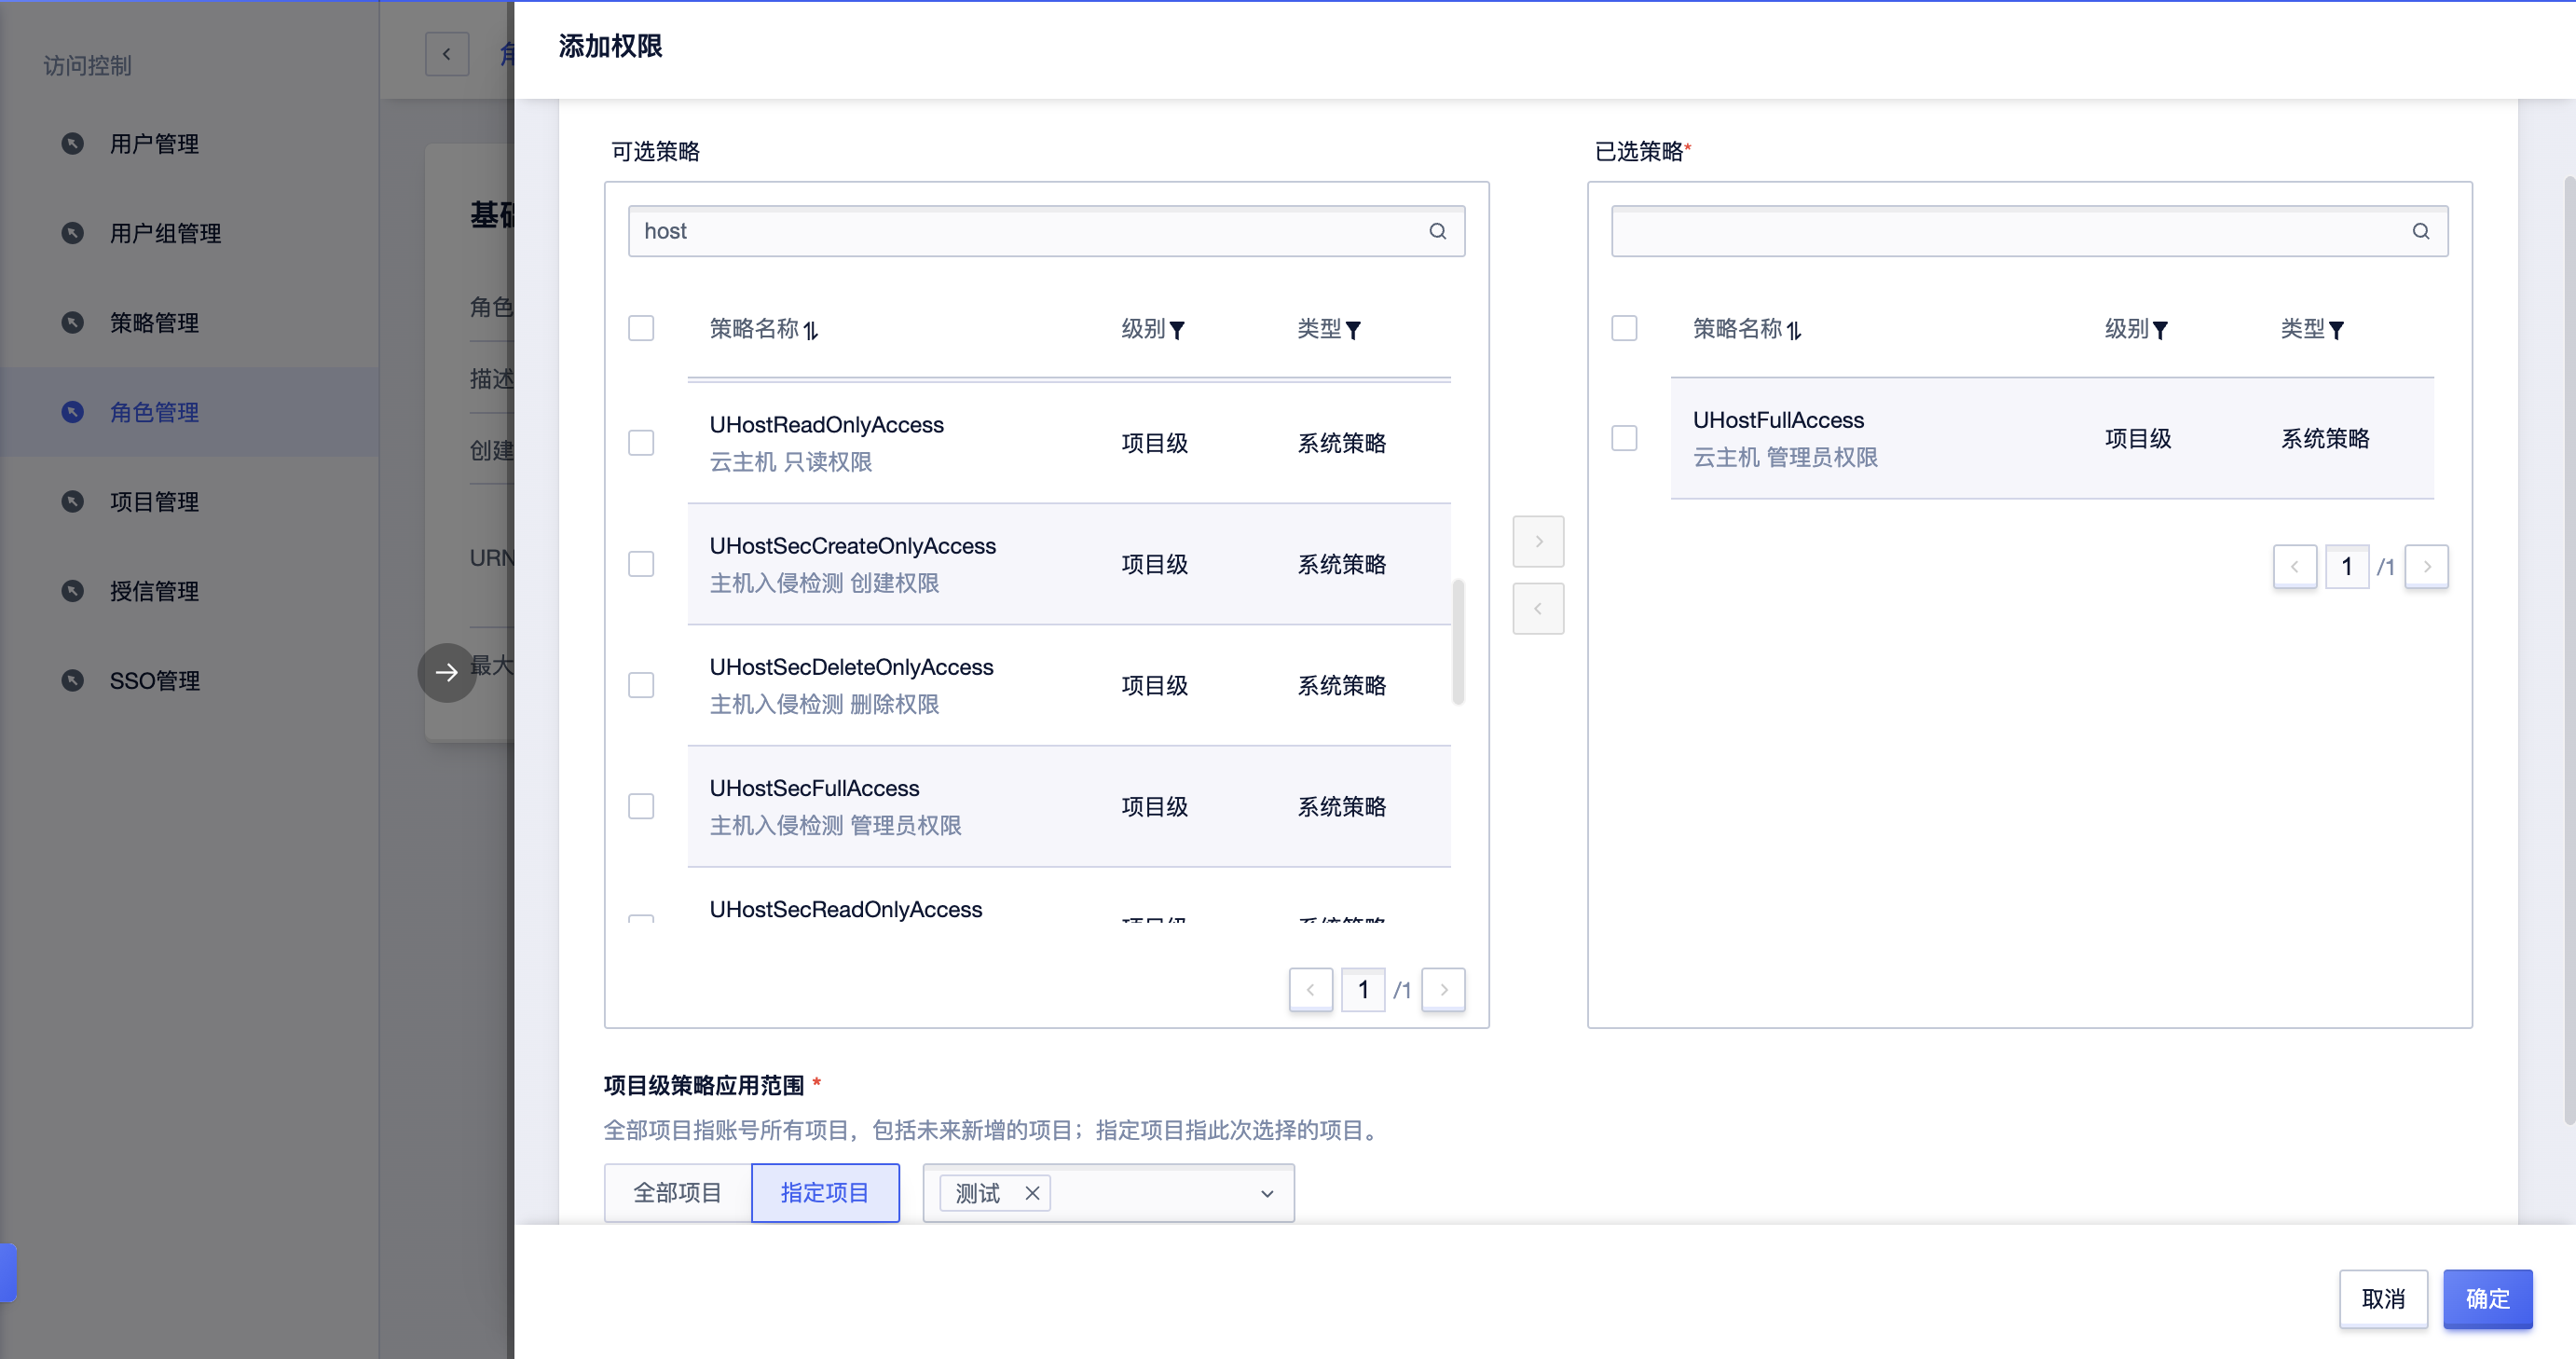 访问控制
用户管理
用户组管理
策略管理
角色管理
项目管理
授信管理
SSO管理
角
基础
角色
描述
创建
URN
最大
添加权限
可选策略
host
策略名称 级别 类型
UHostReadOnlyAccess
云主机 只读权限
项目级 系统策略
UHostSecCreateOnlyAccess
主机入侵检测 创建权限
项目级 系统策略
UHostSecDeleteOnlyAccess
主机入侵检测 删除权限
项目级 系统策略
UHostSecFullAccess
主机入侵检测 管理员权限
项目级 系统策略
UHostSecReadOnlyAccess
项目级 系统策略
1 /1
已选策略*
策略名称 级别 类型
UHostFullAccess
云主机 管理员权限
项目级 系统策略
1 /1
项目级策略应用范围 *
全部项目指账号所有项目，包括未来新增的项目；指定项目指此次选择的项目。
全部项目 指定项目 测试
取消 确定